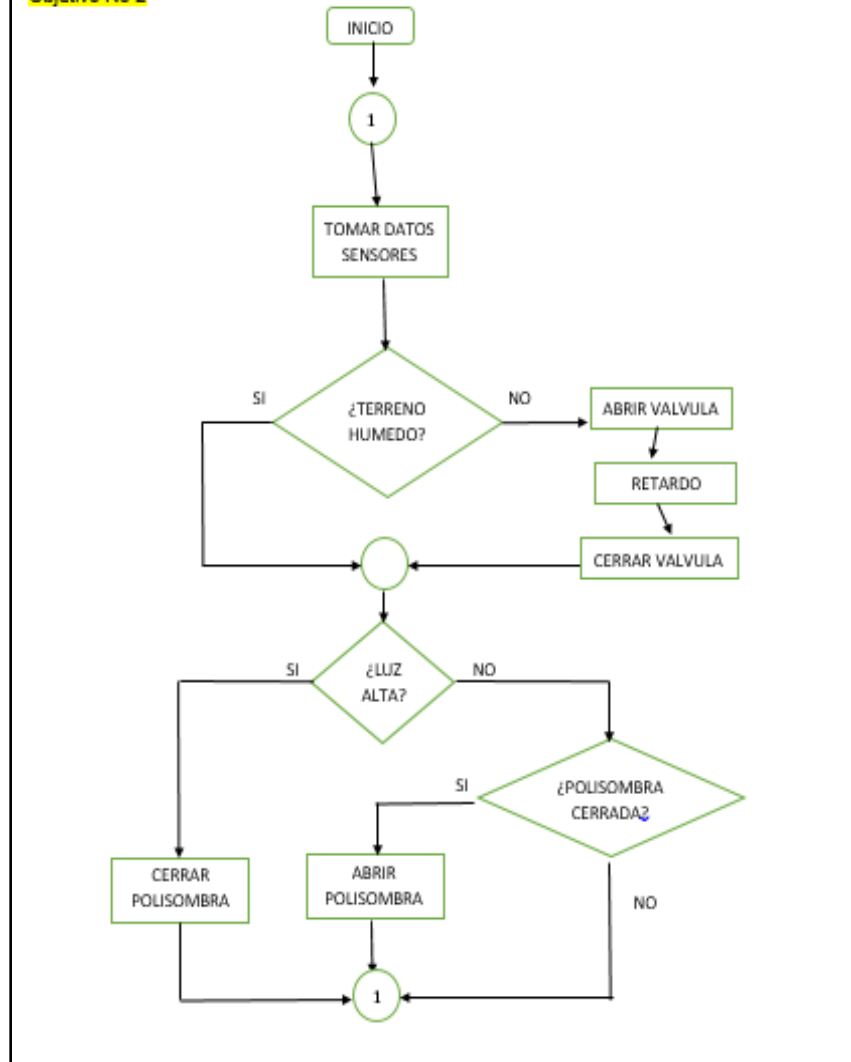 INICIO
1
TOMAR DATOS
SENSORES
SI
¿TERRENO
HUMEDO?
NO
ABRIR VALVULA
RETARDO
CERRAR VALVULA
SI
¿LUZ
ALTA?
NO
SI
¿POLISOMBRA
CERRADA?
CERRAR
POLISOMBRA
ABRIR
POLISOMBRA
NO
1